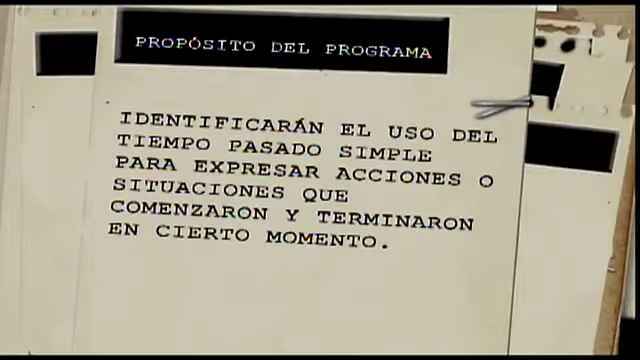 PROPÓSITO DEL PROGRAMA
IDENTIFICARÁN EL USO DEL
TIEMPO PASADO SIMPLE
PARA EXPRESAR ACCIONES O
SITUACIONES QUE
COMENZARON Y TERMINARON
EN CIERTO MOMENTO.